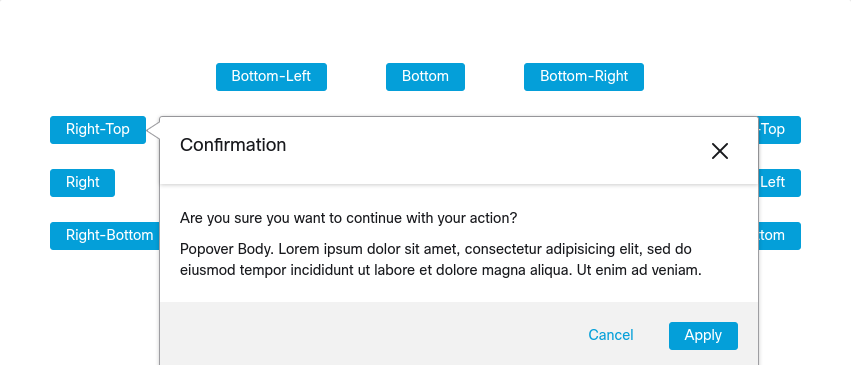 Bottom-Left Bottom Bottom-Right
Right-Top
Confirmation
-Top
Right
Left
Are you sure you want to continue with your action?
Right-Bottom
Popover Body. Lorem ipsum dolor sit amet, consectetur adipisicing elit, sed do
eiusmod tempor incididunt ut labore et dolore magna aliqua. Ut enim ad veniam.
Cancel Apply